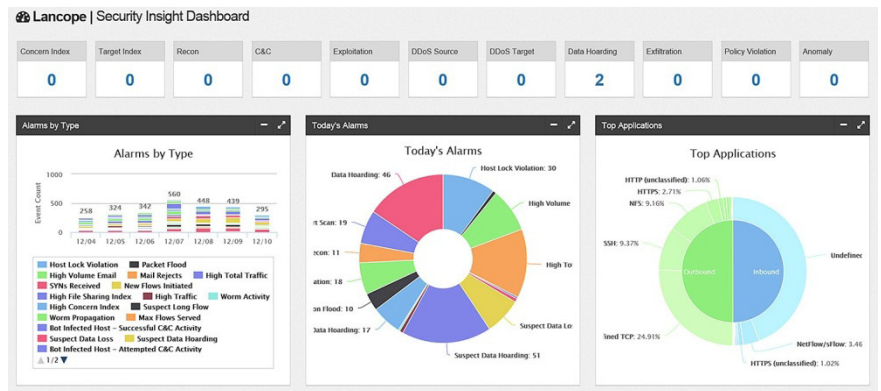 Lancope | Security Insight Dashboard
Concern Index Target Index Recon C&C Exploitation DDoS Source DDoS Target Data Hoarding Exfiltration Policy Violation Anomaly
0 0 0 0 0 0 0 2 0 0 0
Alarms by Type
Alarms by Type
Event Count
1000
500
0
258 324 342 560 448 439 295
12/04 12/05 12/06 12/07 12/08 12/09 12/10
Host Lock Violation Packet Flood
High Volume Email Mail Rejects High Total Traffic
SYNs Received New Flows Initiated
High File Sharing Index High Traffic Worm Activity
High Concern Index Suspect Long Flow
Worm Propagation Max Flows Served
Bot Infected Host - Successful C&C Activity
Suspect Data Loss Suspect Data Hoarding
Bot Infected Host - Attempted C&C Activity
1/2
Today's Alarms
Today's Alarms
Data Hoarding: 46
Host Lock Violation: 30
High Volume
rt Scan: 19
econ: 11
High To
ation: 18
on Flood: 10
Data Hoarding: 17
Suspect Data Lo
Suspect Data Hoarding: 51
Top Applications
Top Applications
HTTP (unclassified): 1.06%
HTTPS: 2.71%
NFS: 9.16%
SSH: 9.37%
Undefined
Outbound Inbound
ined TCP: 24.91%
NetFlow/sFlow: 3.46
HTTPS (unclassified): 1.02%